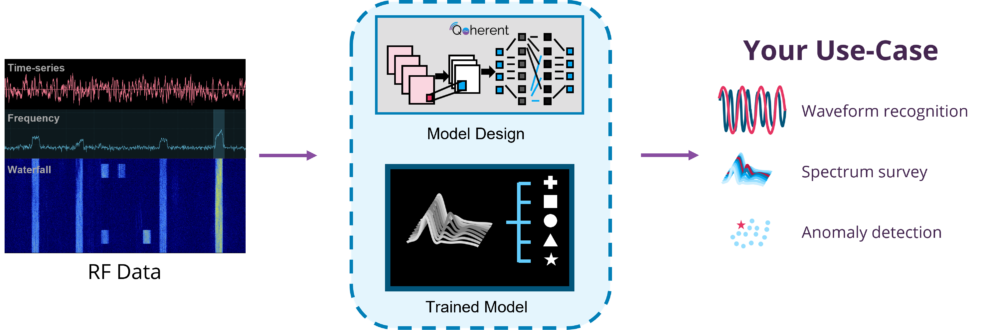 Time-series
Frequency
Waterfall
RF Data
Qoherent
Model Design
Trained Model
Your Use-Case
Waveform recognition
Spectrum survey
Anomaly detection